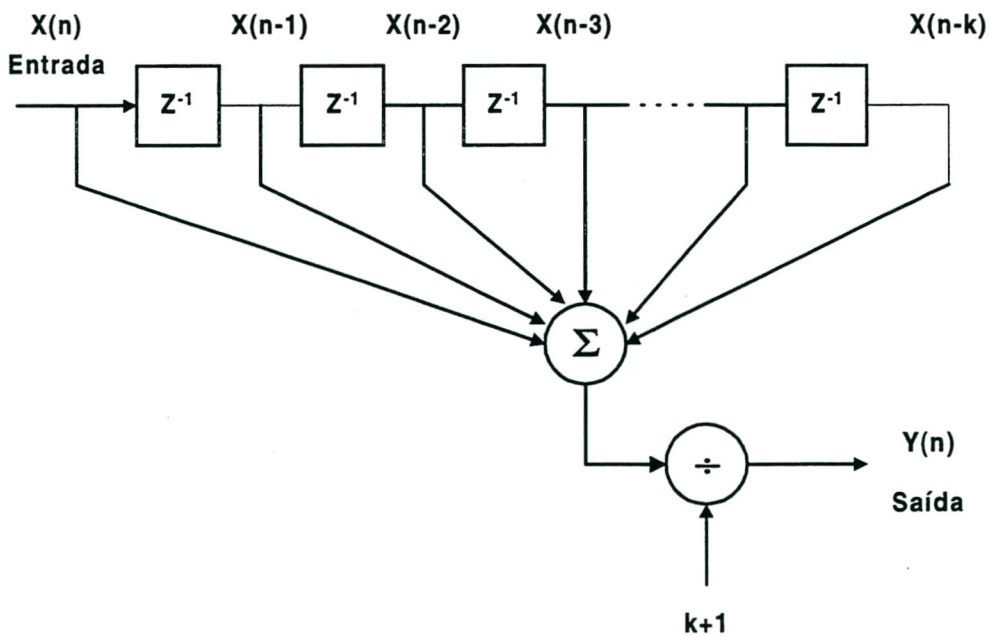 X(n) X(n-1) X(n-2) X(n-3) X(n-k)
Entrada
Z⁻¹ Z⁻¹ Z⁻¹ Z⁻¹
Σ
÷
Y(n)
Saída
k+1